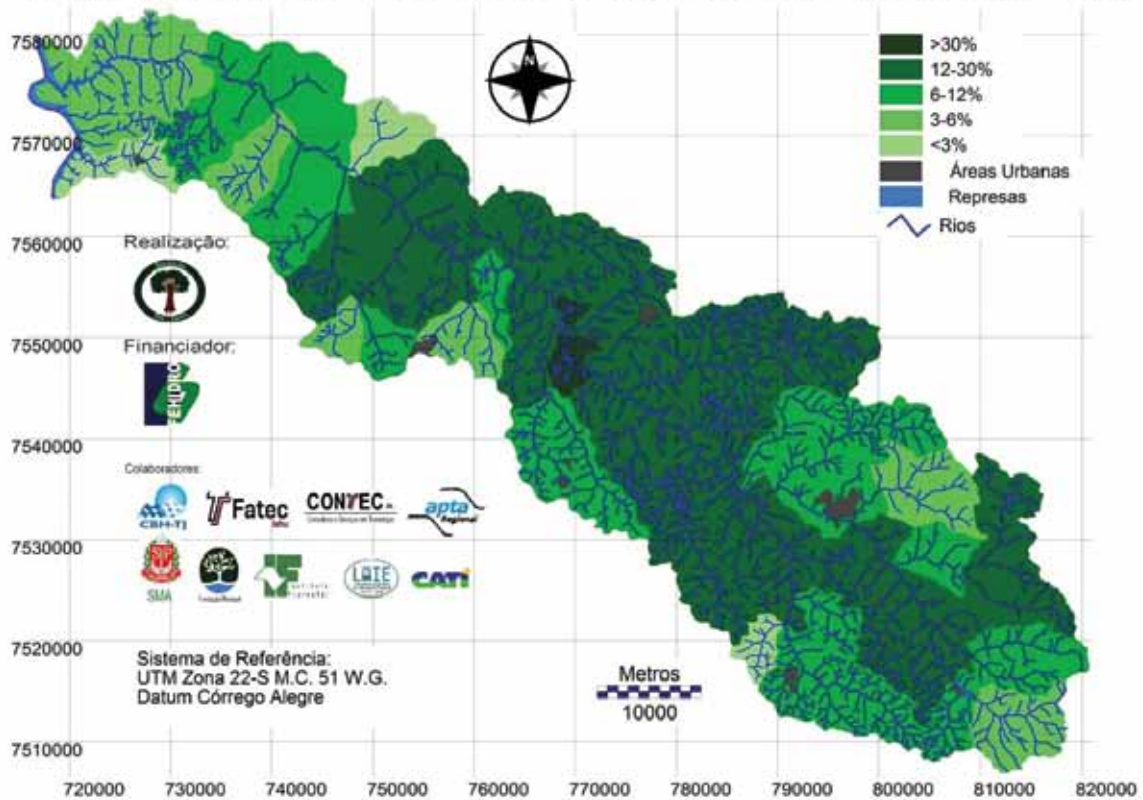 7580000
7570000
7560000
7550000
7540000
7530000
7520000
7510000
N
>30%
12-30%
6-12%
3-6%
<3%
Áreas Urbanas
Represas
Rios
Realização:
Financiador:
FEHIDRO
Colaboradores:
CBH-TJ
Fatec
CONTEC
apta
Regional
SMA
LOTE
CATI
Sistema de Referência:
UTM Zona 22-S M.C. 51 W.G.
Datum Córrego Alegre
Metros
10000
720000 730000 740000 750000 760000 770000 780000 790000 800000 810000 820000